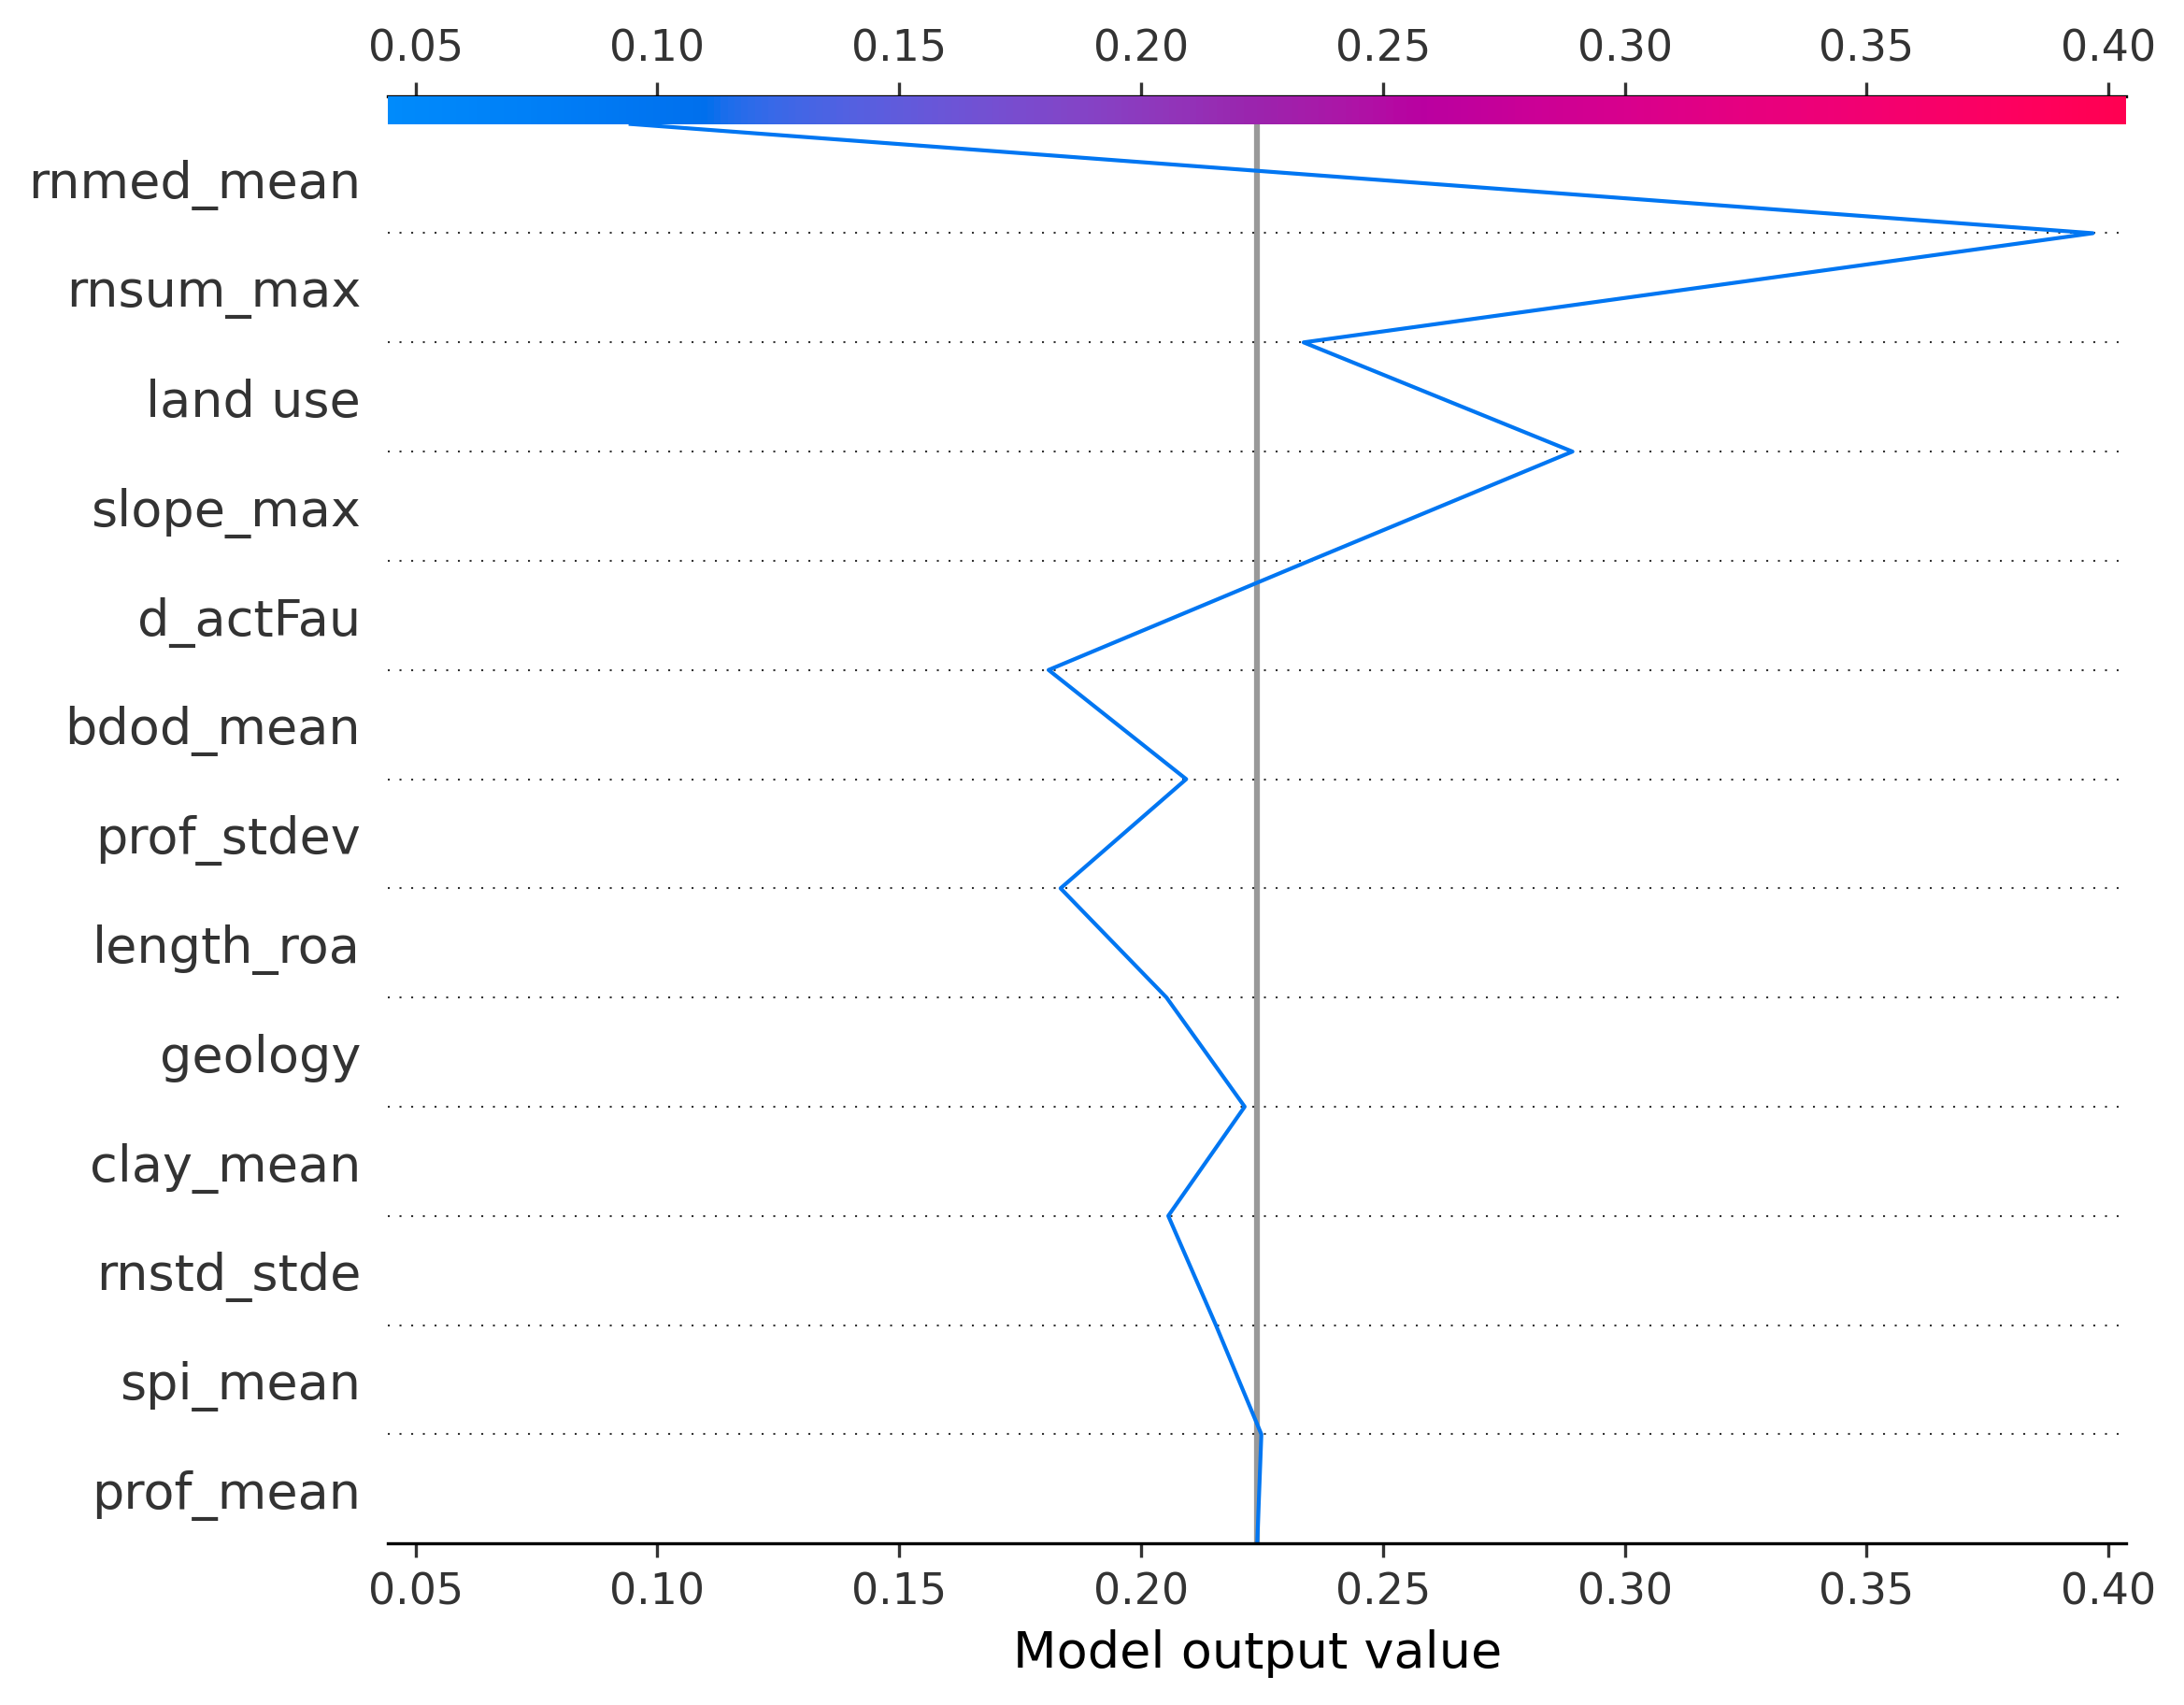 0.05 0.10 0.15 0.20 0.25 0.30 0.35 0.40
rnmed_mean
rnsum_max
land use
slope_max
d_actFau
bdod_mean
prof_stdev
length_roa
geology
clay_mean
rnstd_stde
spi_mean
prof_mean
0.05 0.10 0.15 0.20 0.25 0.30 0.35 0.40
Model output value